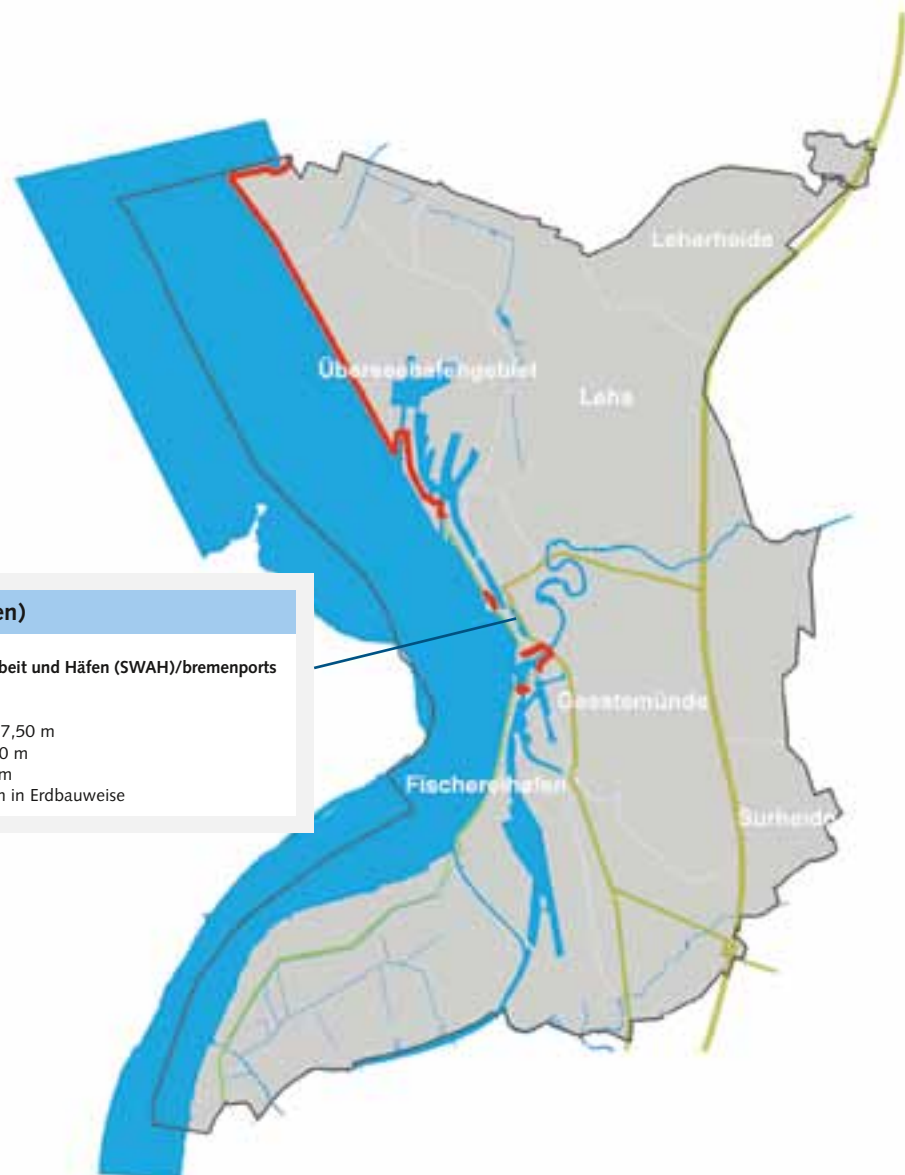 Leherheide
Überseehafengebiet
Lehe
en)
beit und Häfen (SWAH)/bremenports
7,50 m
0 m
m
n in Erdbauweise
Geestemünde
Fischereihafen
Surheide